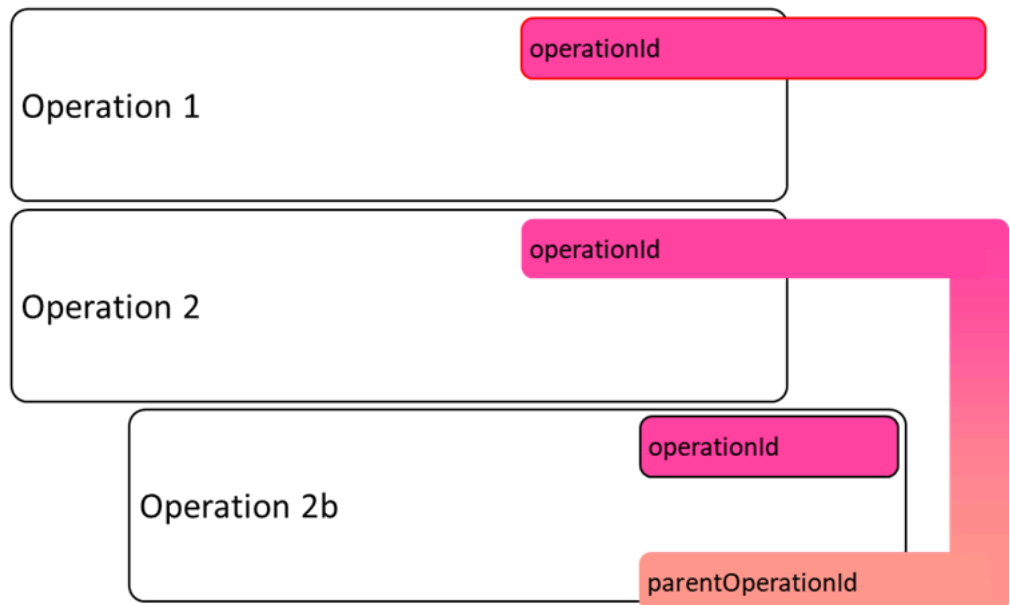 operationId
Operation 1
operationId
Operation 2
operationId
Operation 2b
parentOperationId